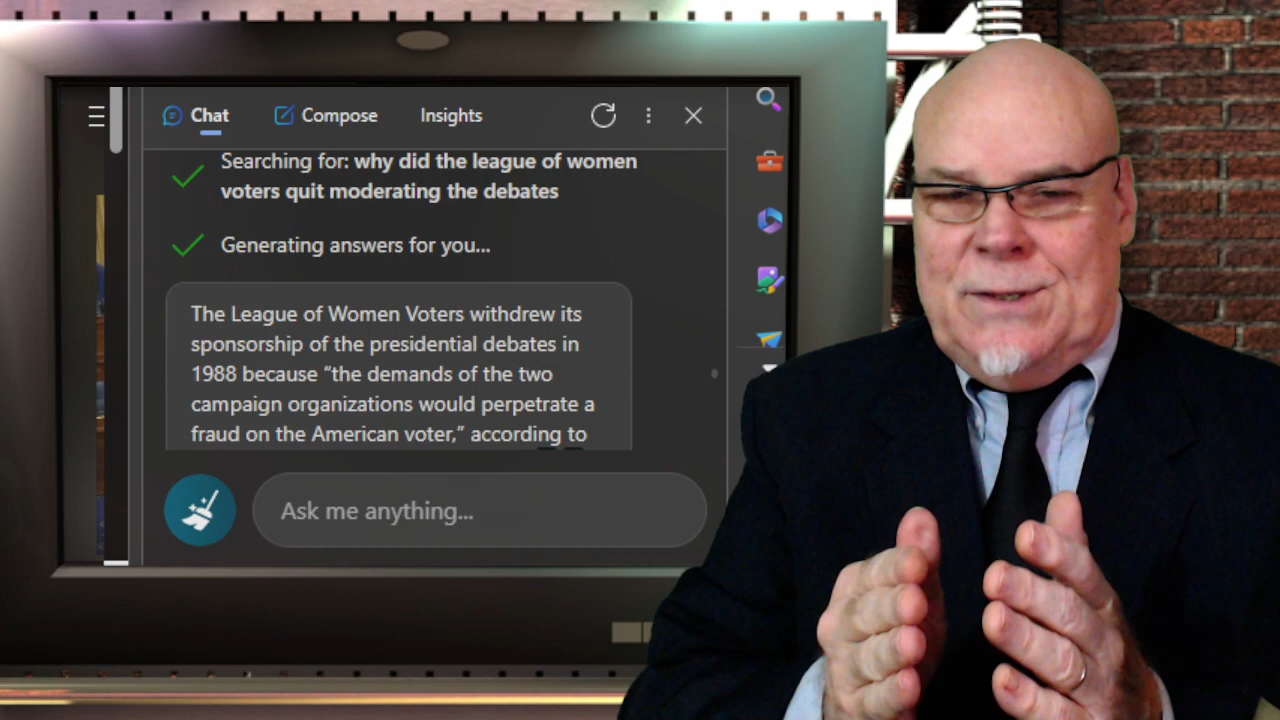 Chat Compose Insights
Searching for: why did the league of women
voters quit moderating the debates
Generating answers for you...
The League of Women Voters withdrew its
sponsorship of the presidential debates in
1988 because “the demands of the two
campaign organizations would perpetrate a
fraud on the American voter,” according to
Ask me anything...